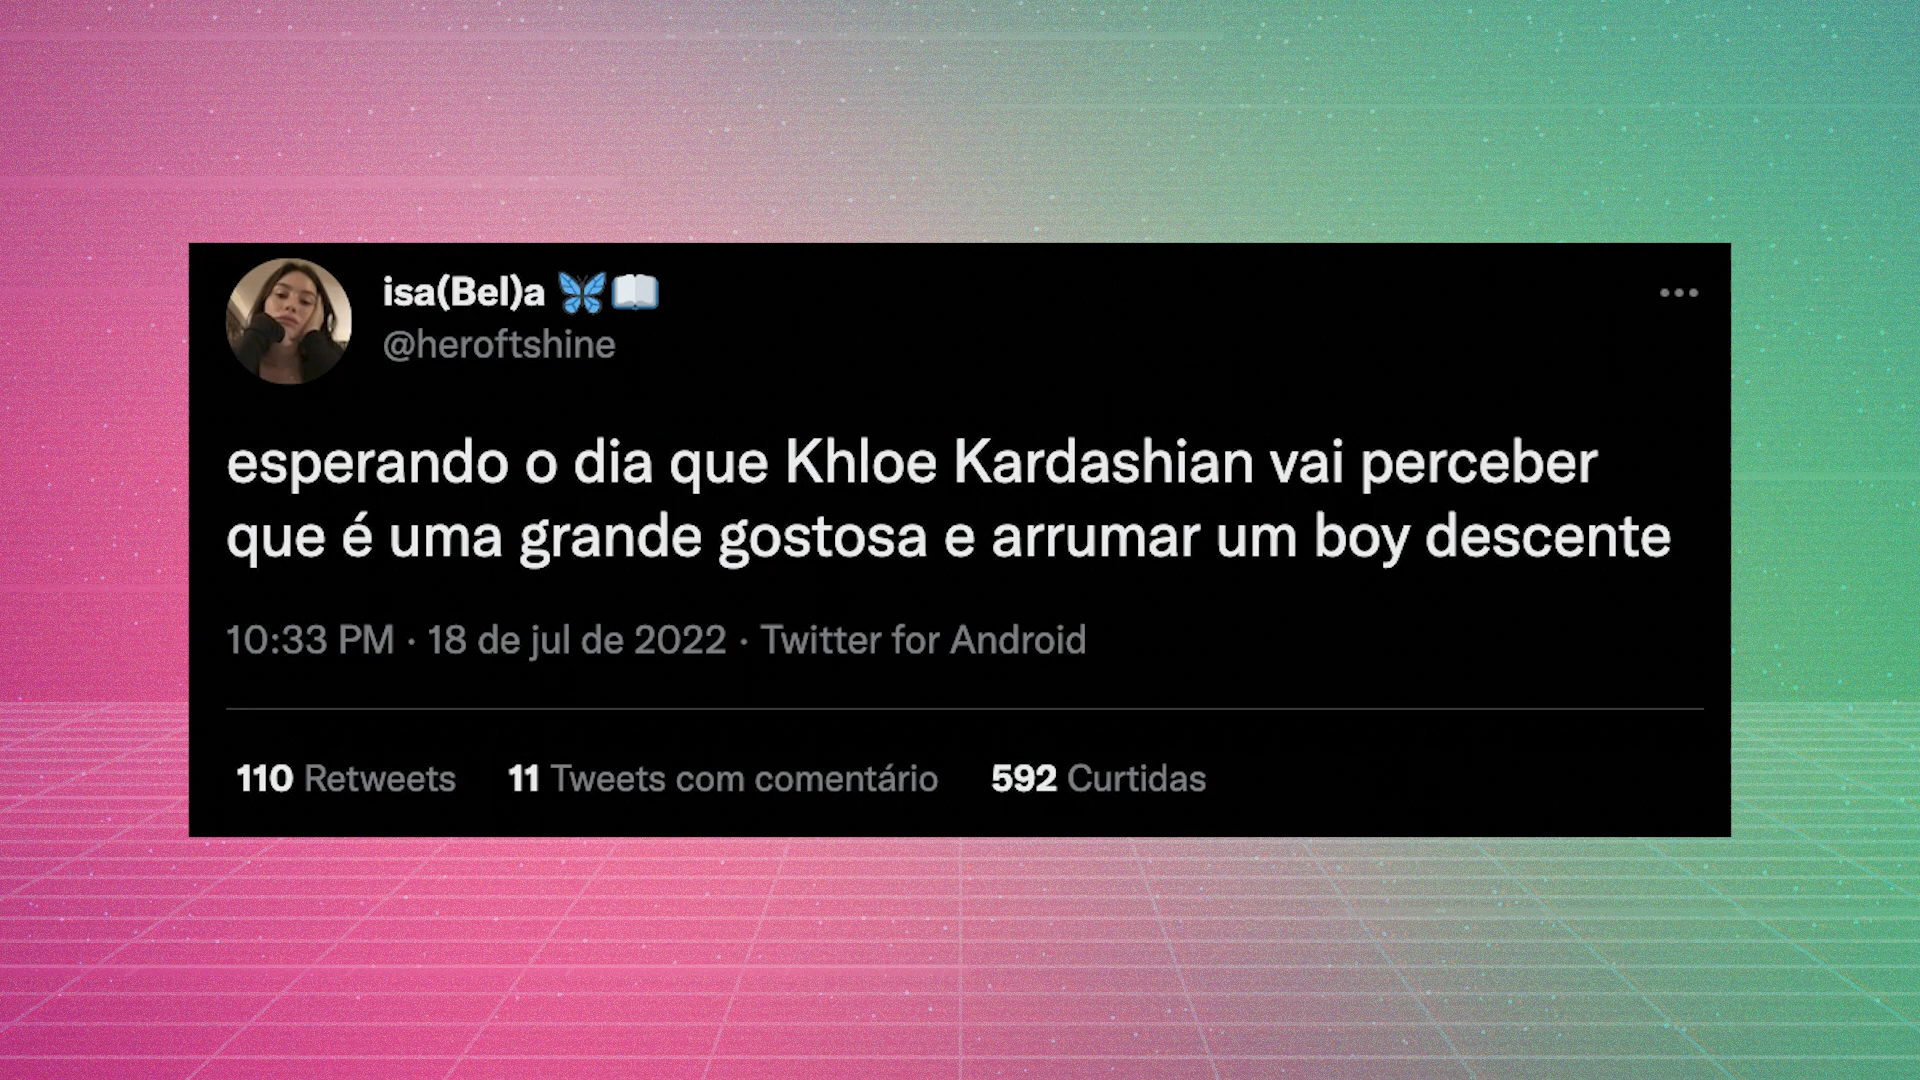 isa(Bel)a 🦋📖
@heroftshine
esperando o dia que Khloe Kardashian vai perceber
que é uma grande gostosa e arrumar um boy descente
10:33 PM · 18 de jul de 2022 · Twitter for Android
110 Retweets 11 Tweets com comentário 592 Curtidas